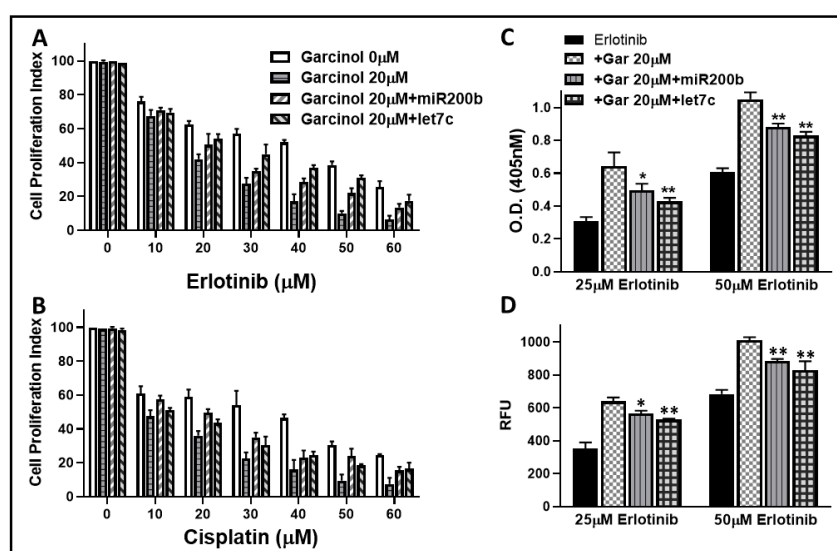 A
Cell Proliferation Index
100
80
60
40
20
0
Garcinol 0µM
Garcinol 20µM
Garcinol 20µM+miR200b
Garcinol 20µM+let7c
0 10 20 30 40 50 60
Erlotinib (µM)
B
Cell Proliferation Index
100
80
60
40
20
0
0 10 20 30 40 50 60
Cisplatin (µM)
C
Erlotinib
+Gar 20µM
+Gar 20µM+miR200b
+Gar 20µM+let7c
O.D. (405nM)
1.0
0.8
0.6
0.4
0.2
0.0
* ** ** **
25µM Erlotinib 50µM Erlotinib
D
RFU
1000
800
600
400
200
0
* ** ** **
25µM Erlotinib 50µM Erlotinib